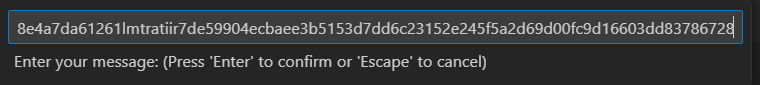 8e4a7da61261lmtratiir7de59904ecbaee3b5153d7dd6c23152e245f5a2d69d00fc9d16603dd83786728
Enter your message: (Press 'Enter' to confirm or 'Escape' to cancel)